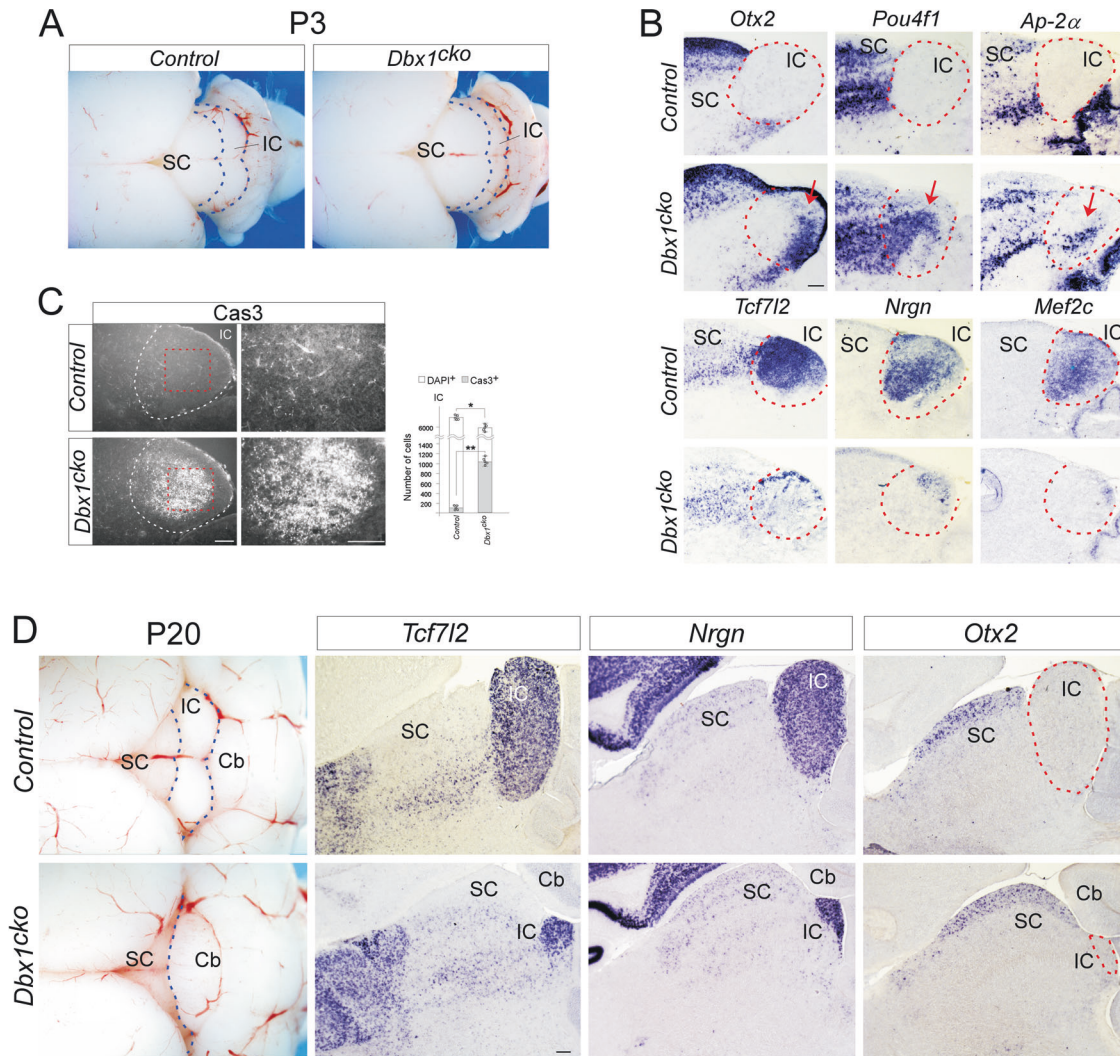 A
P3
Control
Dbx1cko
SC
IC
SC
IC
B
Otx2
Pou4f1
Ap-2α
Control
SC
SC
IC
SC
IC
SC
IC
Dbx1cko
Tcf7l2
Nrgn
Mef2c
Control
SC
IC
SC
IC
SC
IC
Dbx1cko
C
Cas3
Control
IC
Dbx1cko
DAPI+
Cas3+
IC
*
**
Number of cells
6000
1400
1200
1000
800
600
400
200
Control
Dbx1cko
D
P20
Tcf7l2
Nrgn
Otx2
Control
IC
SC
Cb
SC
IC
SC
IC
SC
IC
Dbx1cko
SC
Cb
SC
Cb
IC
SC
Cb
IC
SC
Cb
IC